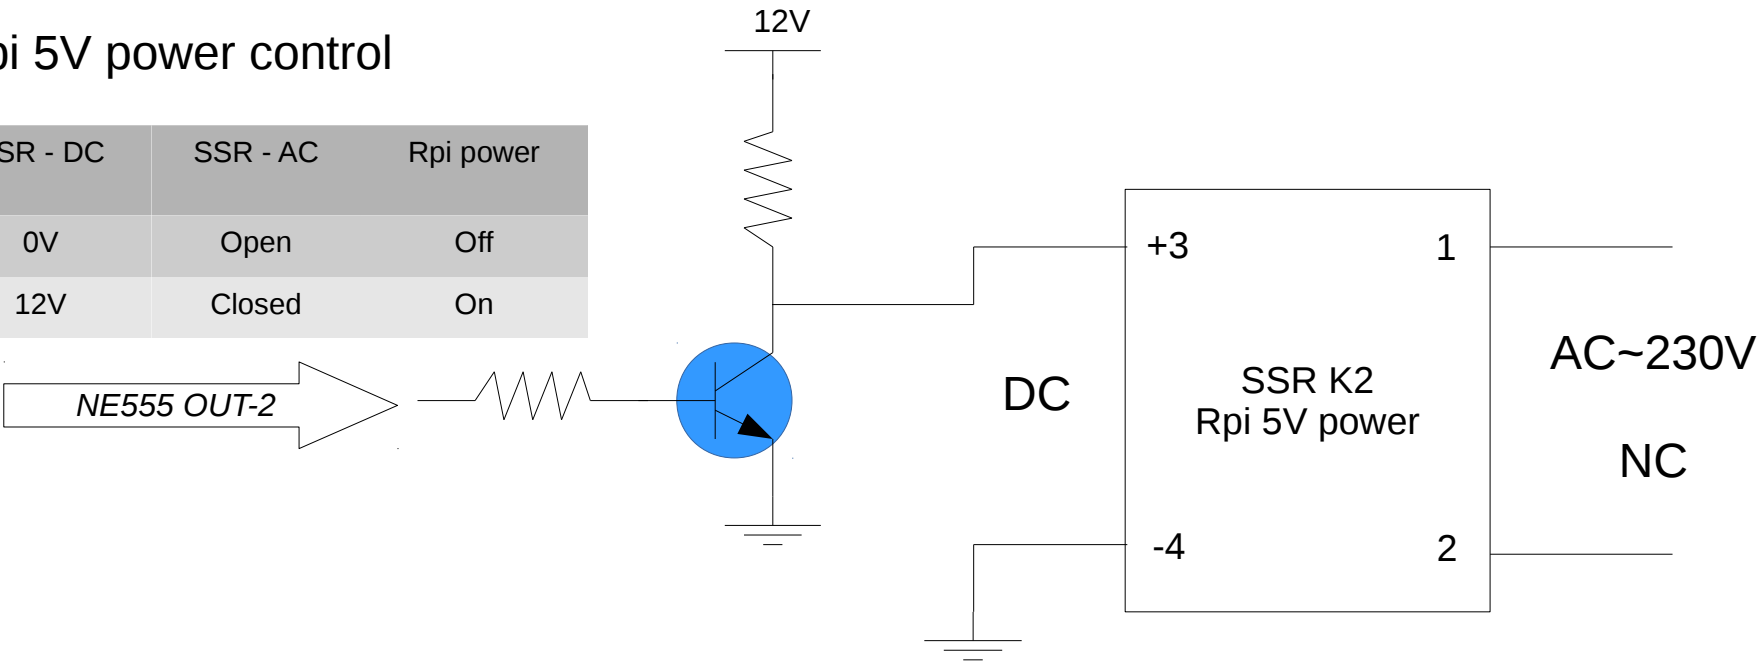 12V
pi 5V power control
SR - DC SSR - AC Rpi power
0V Open Off
12V Closed On
NE555 OUT-2
+3 1
DC
SSR K2
Rpi 5V power
AC~230V
NC
-4 2